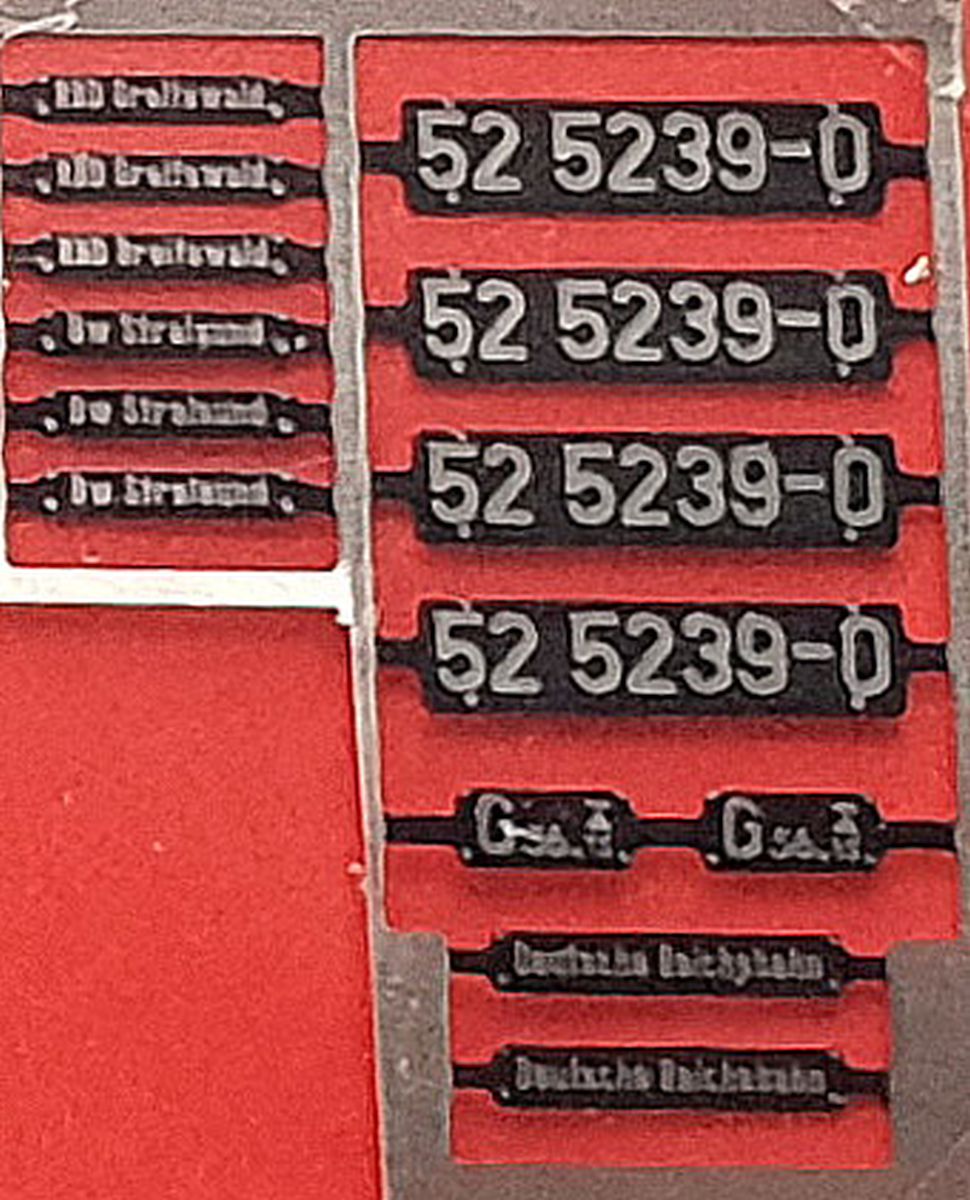 RBD Greifswald
RBD Greifswald
RBD Greifswald
Bw Stralsund
Bw Stralsund
Bw Stralsund
52 5239-0
52 5239-0
52 5239-0
52 5239-0
G
G
Deutsche Reichsbahn
Deutsche Reichsbahn